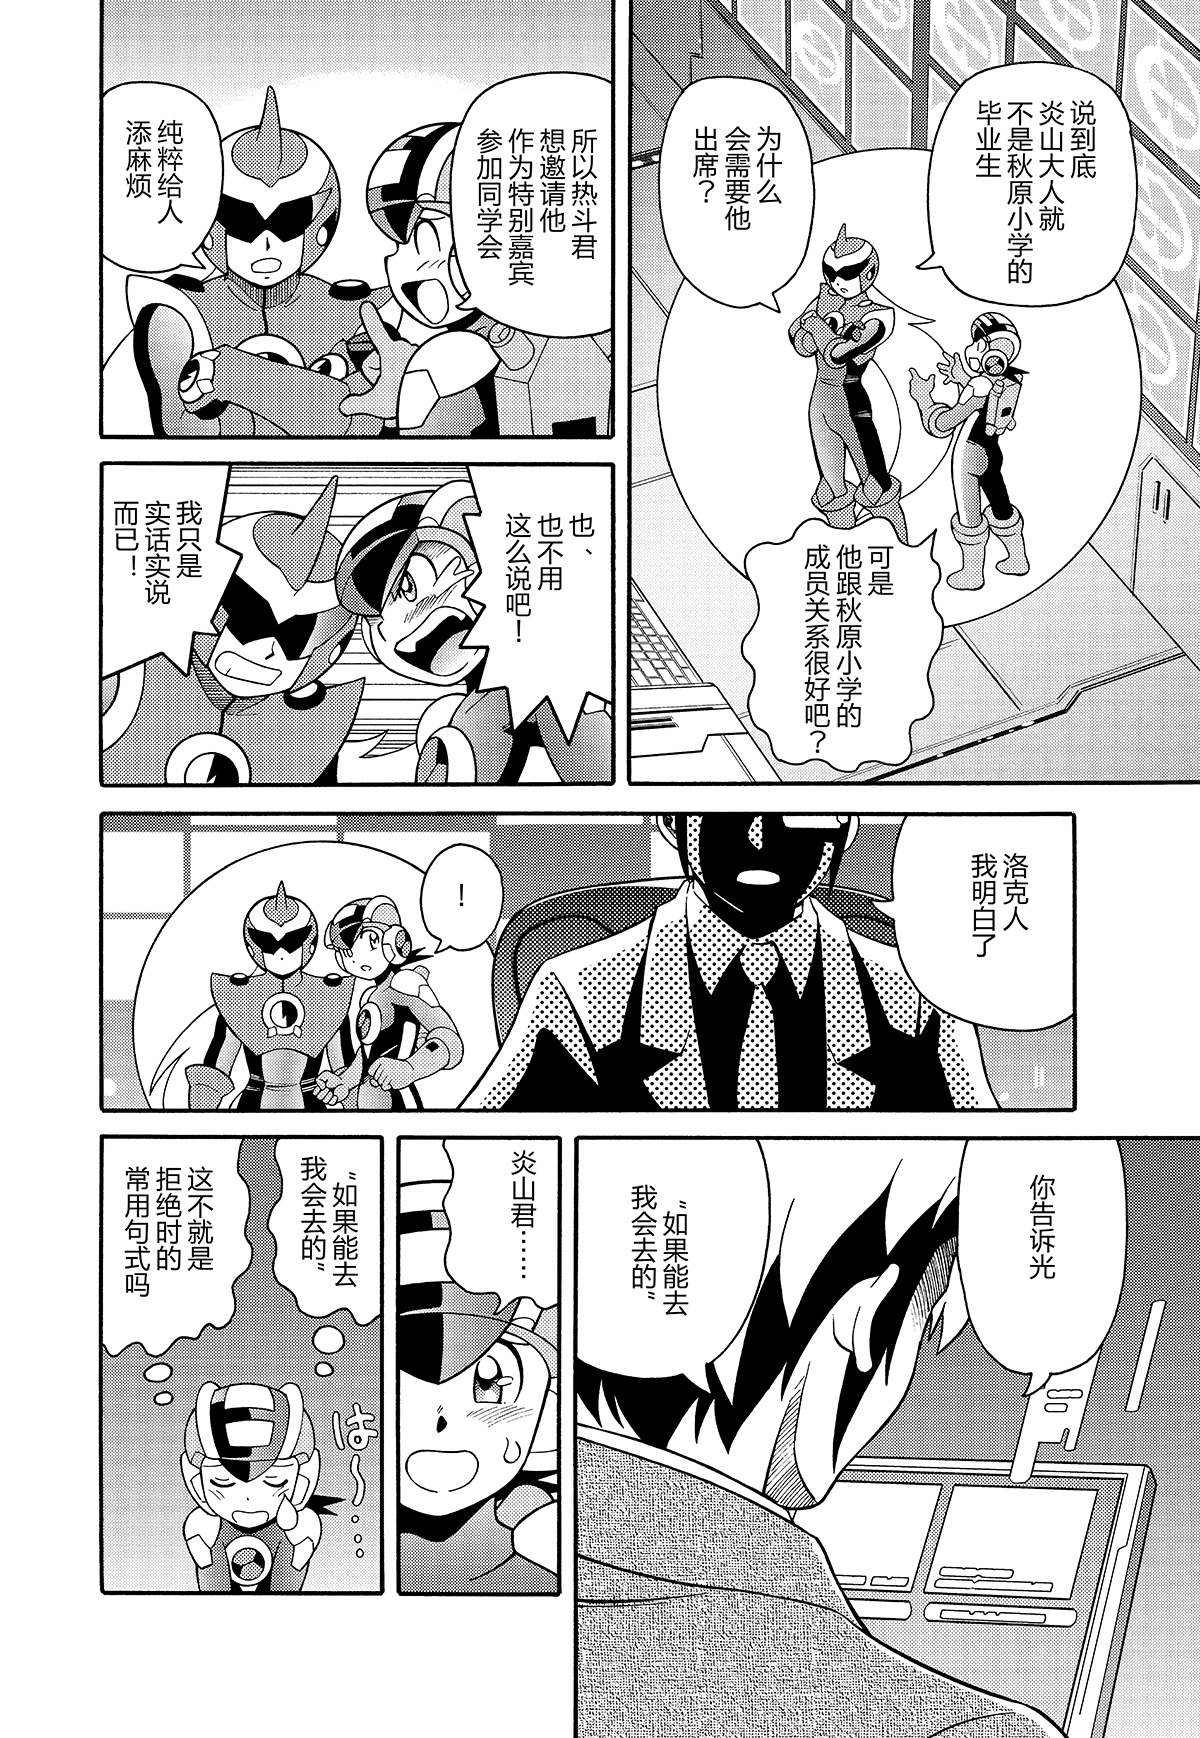 说到底
炎山大人就
不是秋原小学的
毕业生
为什么
会需要他
出席？
可是
他跟秋原小学的
成员关系很好吧？
所以热斗君
想邀请他
作为特别嘉宾
参加同学会
纯粹给人
添麻烦
也、
也不用
这么说吧！
我只是
实话实说
而已！
洛克人
我明白了
！
你告诉光
“如果能去
我会去的”
炎山君……
“如果能去
我会去的”
这不就是
拒绝时的
常用句式吗
は～…